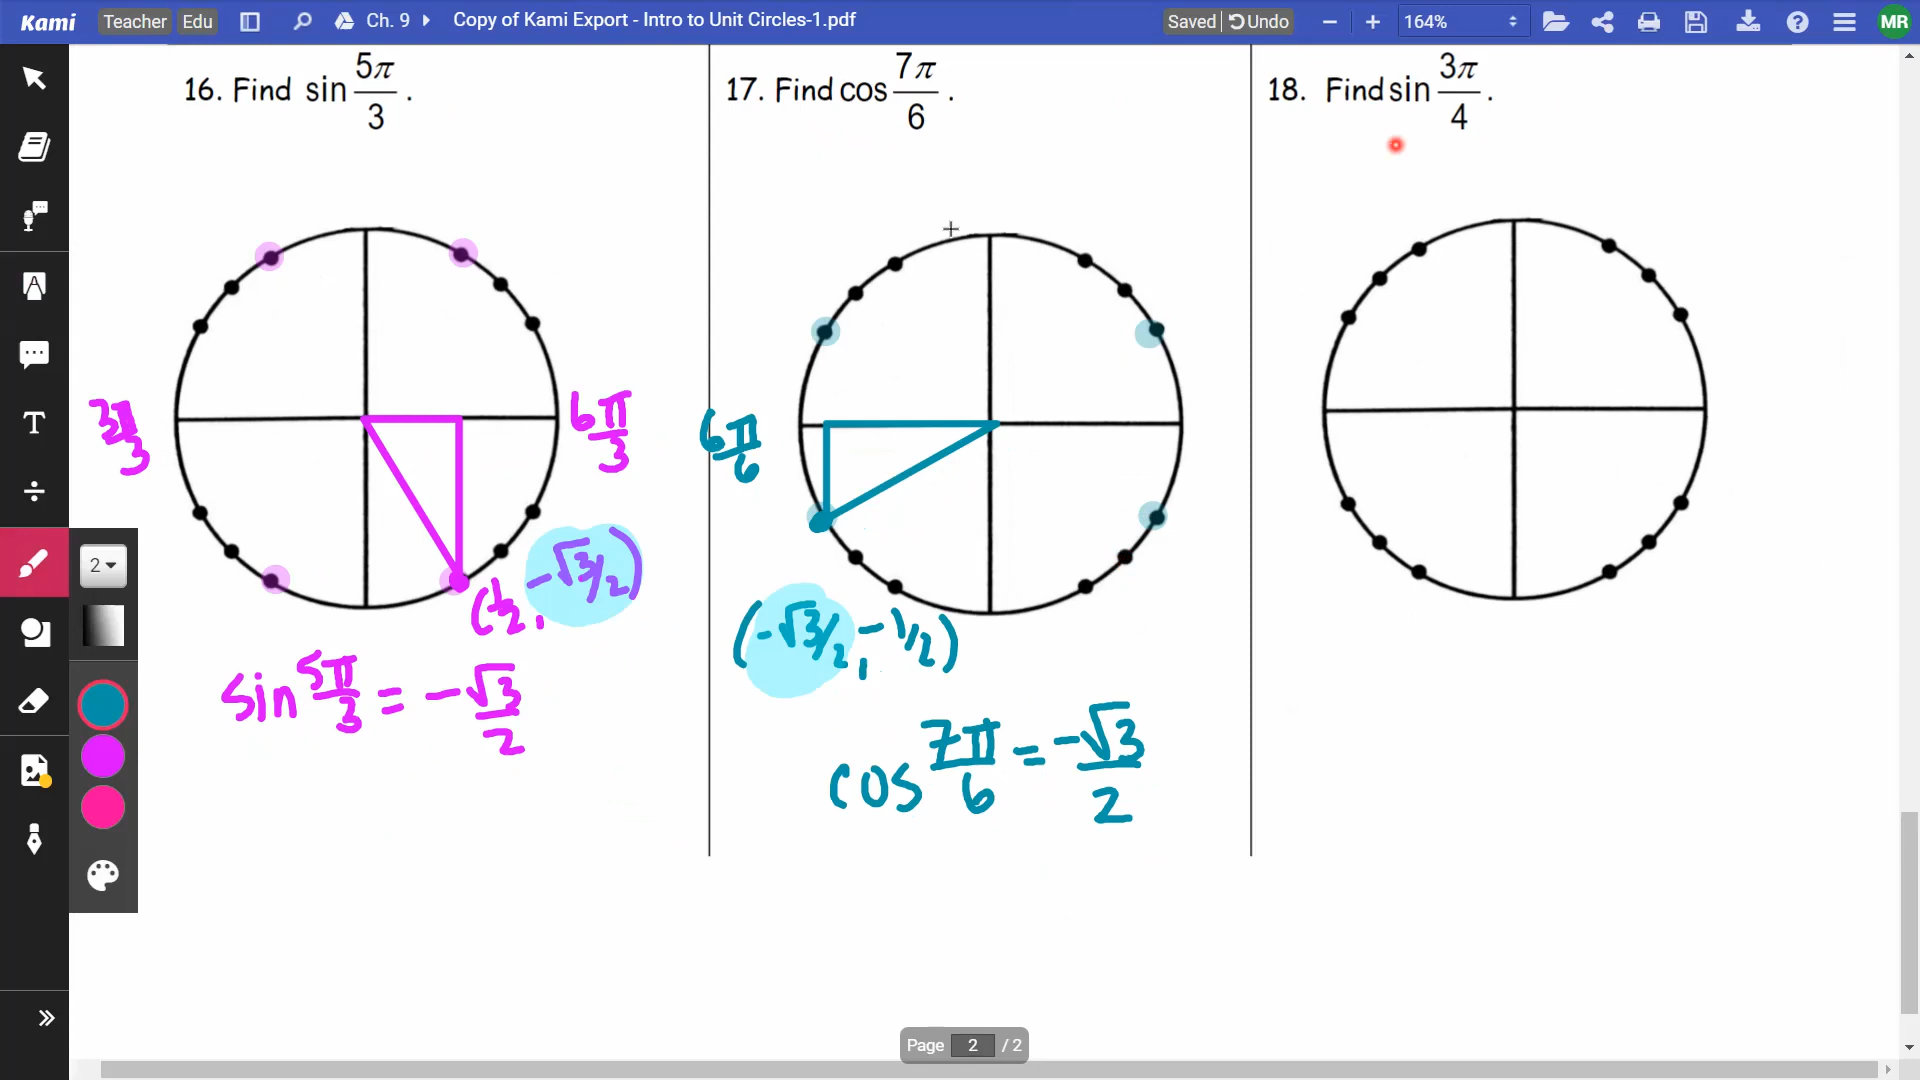 Kami Teacher Edu Ch. 9 Copy of Kami Export - Intro to Unit Circles-1.pdf Saved Undo 164% MR
16. Find sin 5π/3 .
17. Find cos 7π/6 .
18. Find sin 3π/4 .
3π/3
6π/3
(1/2, -√3/2)
sin 5π/3 = -√3/2
6π/6
(-√3/2, -1/2)
cos 7π/6 = -√3/2
2
Page 2 / 2